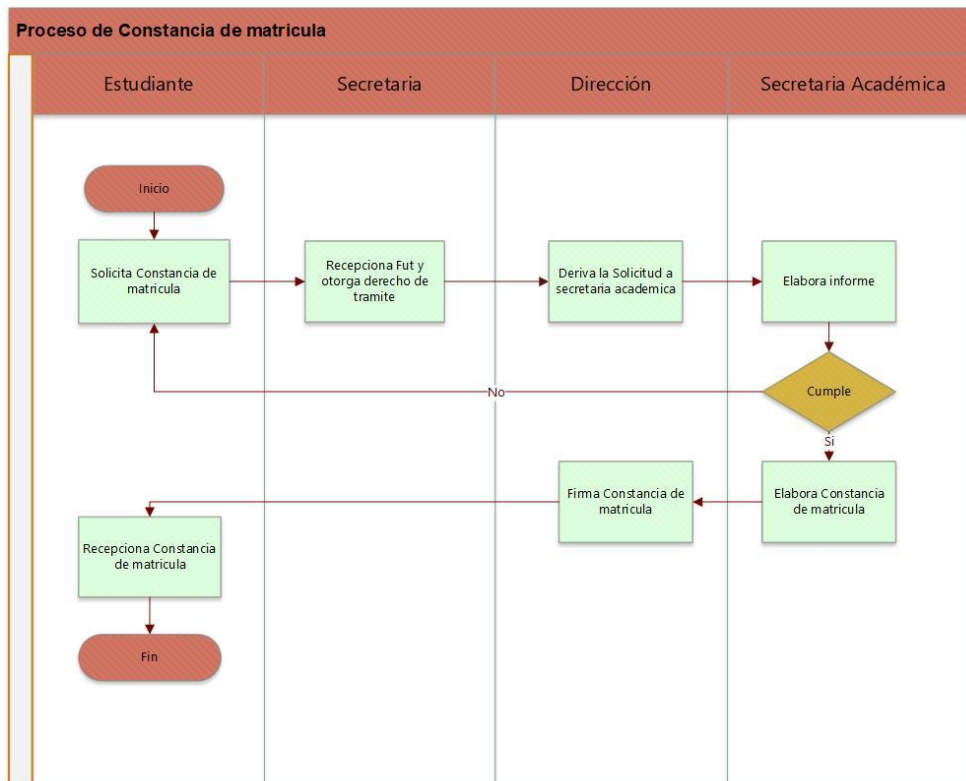 Proceso de Constancia de matricula
Estudiante
Secretaria
Dirección
Secretaria Académica
Inicio
Solicita Constancia de
matricula
Recepciona Fut y
otorga derecho de
tramite
Deriva la Solicitud a
secretaria academica
Elabora informe
Cumple
No
Si
Elabora Constancia
de matricula
Firma Constancia de
matricula
Recepciona Constancia
de matricula
Fin